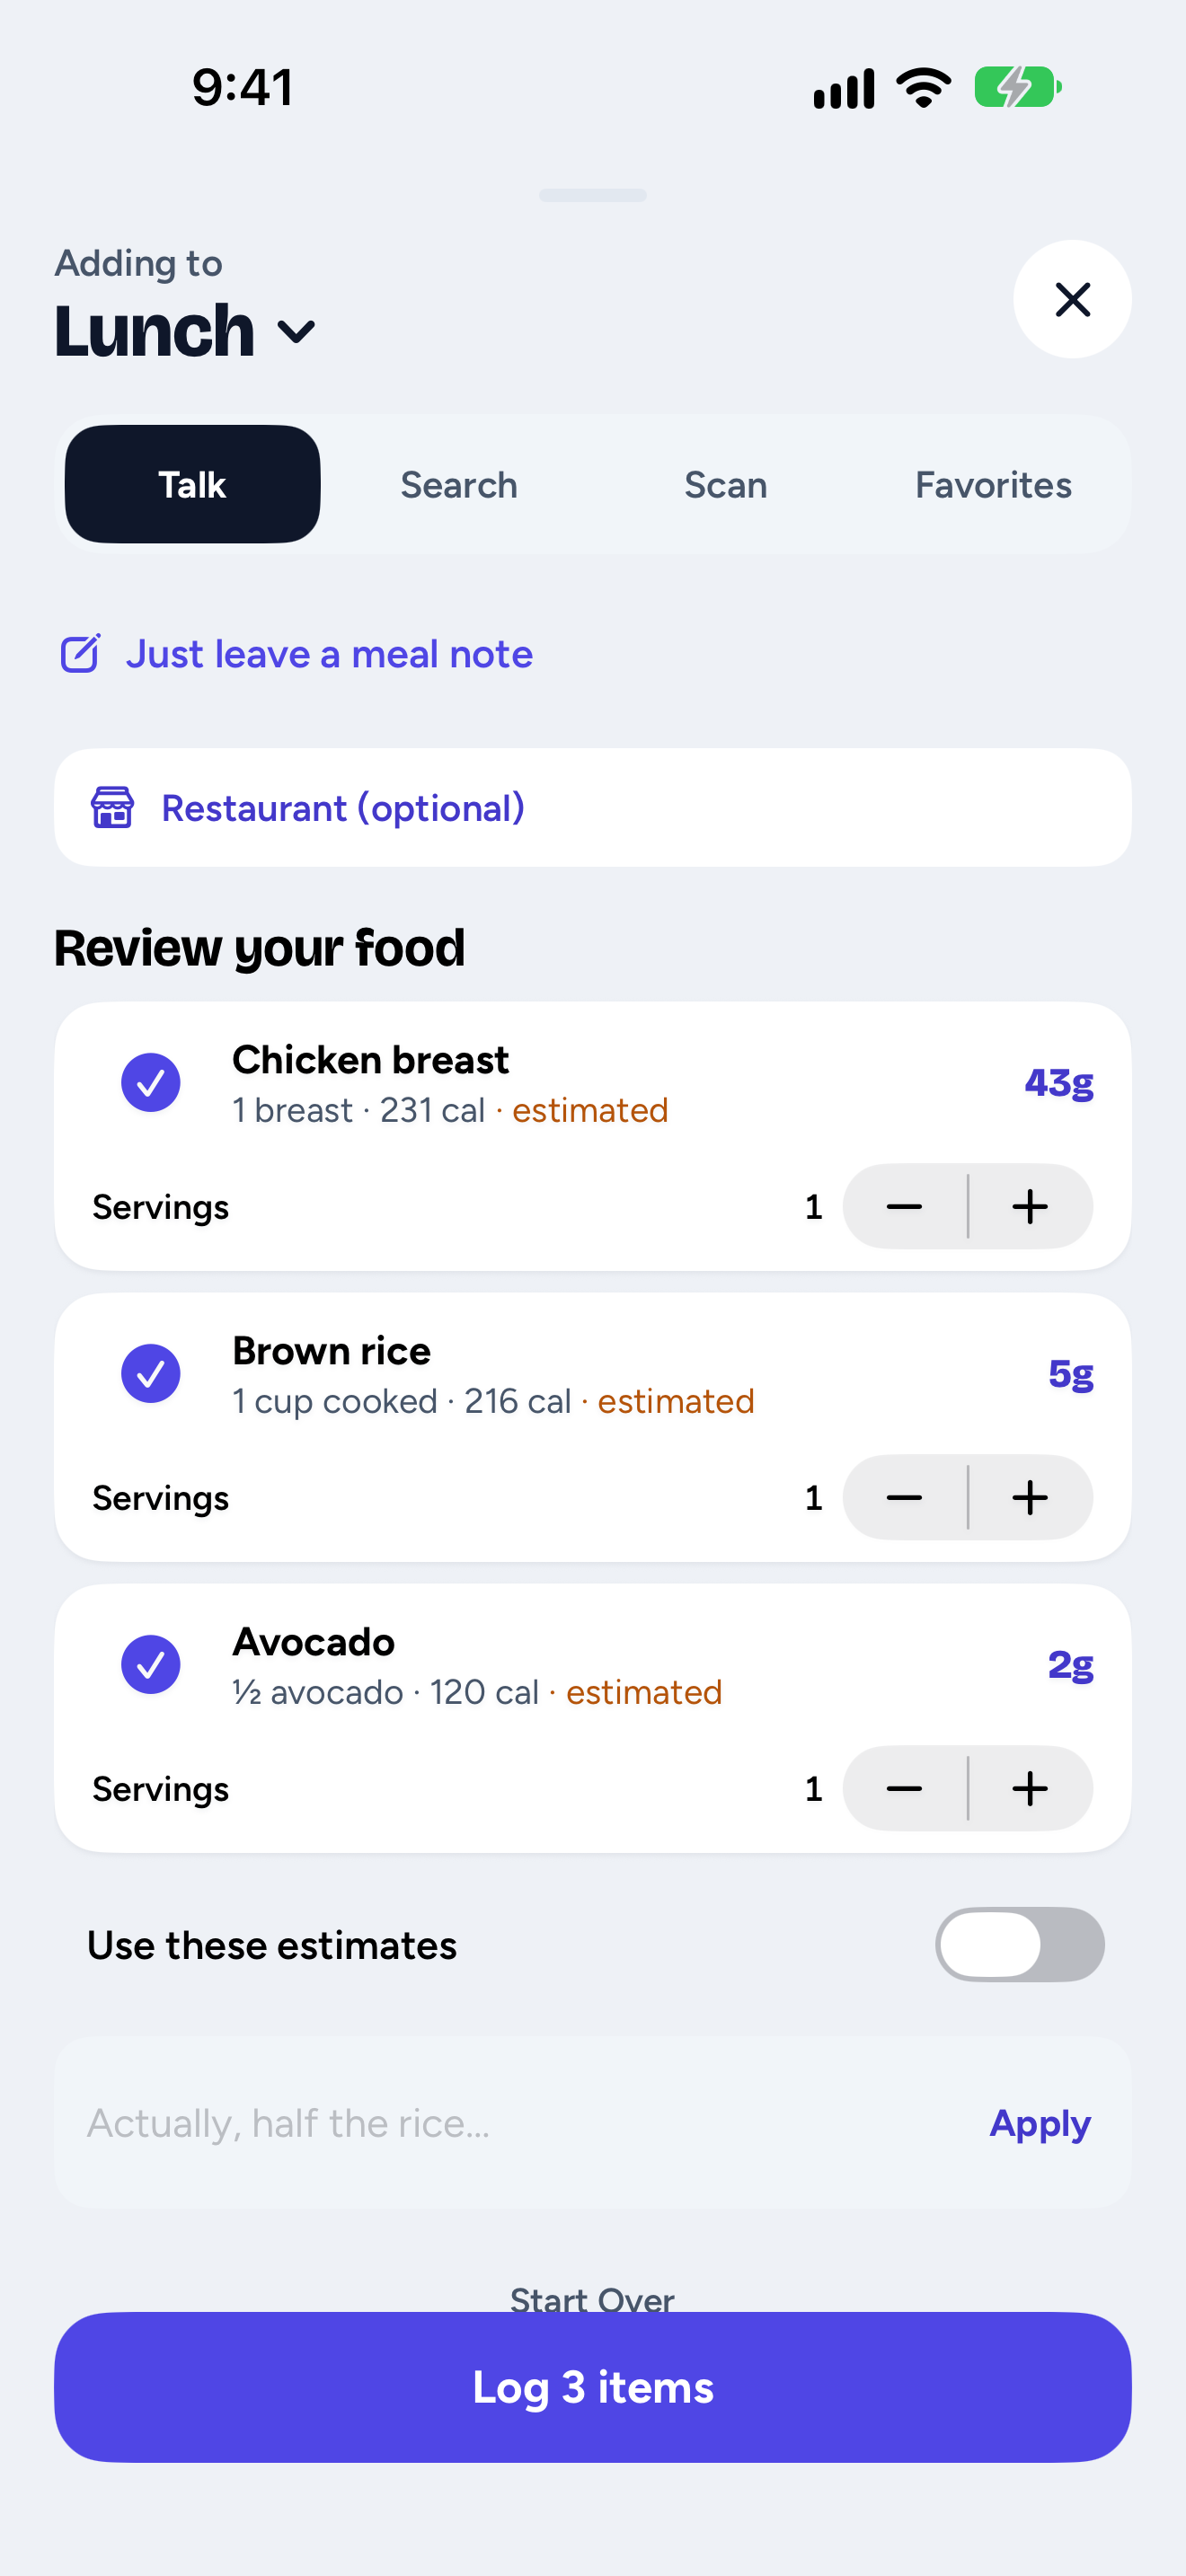 9:41
Adding to
Lunch
Talk
Search
Scan
Favorites
Just leave a meal note
Restaurant (optional)
Review your food
Chicken breast
1 breast · 231 cal · estimated
43g
Servings
1
Brown rice
1 cup cooked · 216 cal · estimated
5g
Servings
1
Avocado
½ avocado · 120 cal · estimated
2g
Servings
1
Use these estimates
Actually, half the rice...
Apply
Start Over
Log 3 items